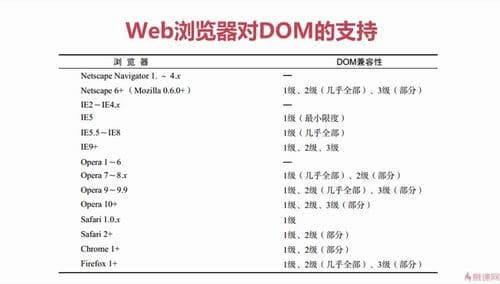 Web浏览器对DOM的支持
浏 览 器 DOM兼容性
Netscape Navigator 1. ~ 4.x —
Netscape 6+（Mozilla 0.6.0+） 1级、2级（几乎全部）、3级（部分）
IE2～IE4.x —
IE5 1级（最小限度）
IE5.5～IE8 1级（几乎全部）
IE9+ 1级、2级、3级
Opera 1～6 —
Opera 7～8.x 1级（几乎全部）、2级（部分）
Opera 9～9.9 1级、2级（几乎全部）、3级（部分）
Opera 10+ 1级、2级、3级（部分）
Safari 1.0.x 1级
Safari 2+ 1级、2级（部分）
Chrome 1+ 1级、2级（部分）
Firefox 1+ 1级、2级（几乎全部）、3级（部分）